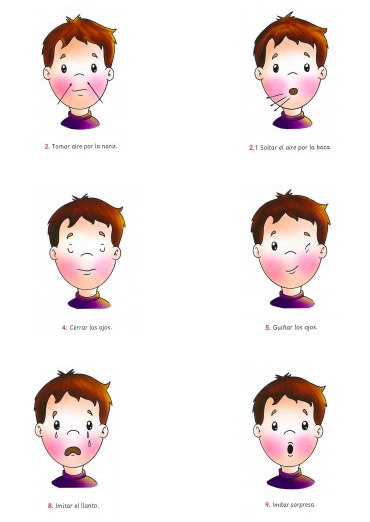 2. Tomar aire por la nariz.
2.1 Soltar el aire por la boca.
4. Cerrar los ojos.
5. Guiñar los ojos.
8. Imitar el llanto.
9. Imitar sorpresa.